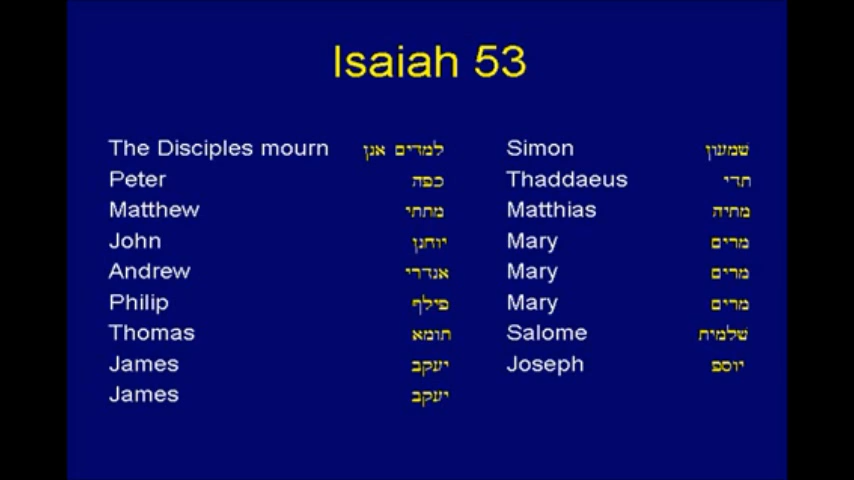 Isaiah 53
The Disciples mourn למדים אנן
Peter כפה
Matthew מתתי
John יוחנן
Andrew אנדרי
Philip פילף
Thomas תומא
James יעקב
James יעקב
Simon שמעון
Thaddaeus תדי
Matthias מתיה
Mary מרים
Mary מרים
Mary מרים
Salome שלמית
Joseph יוספ